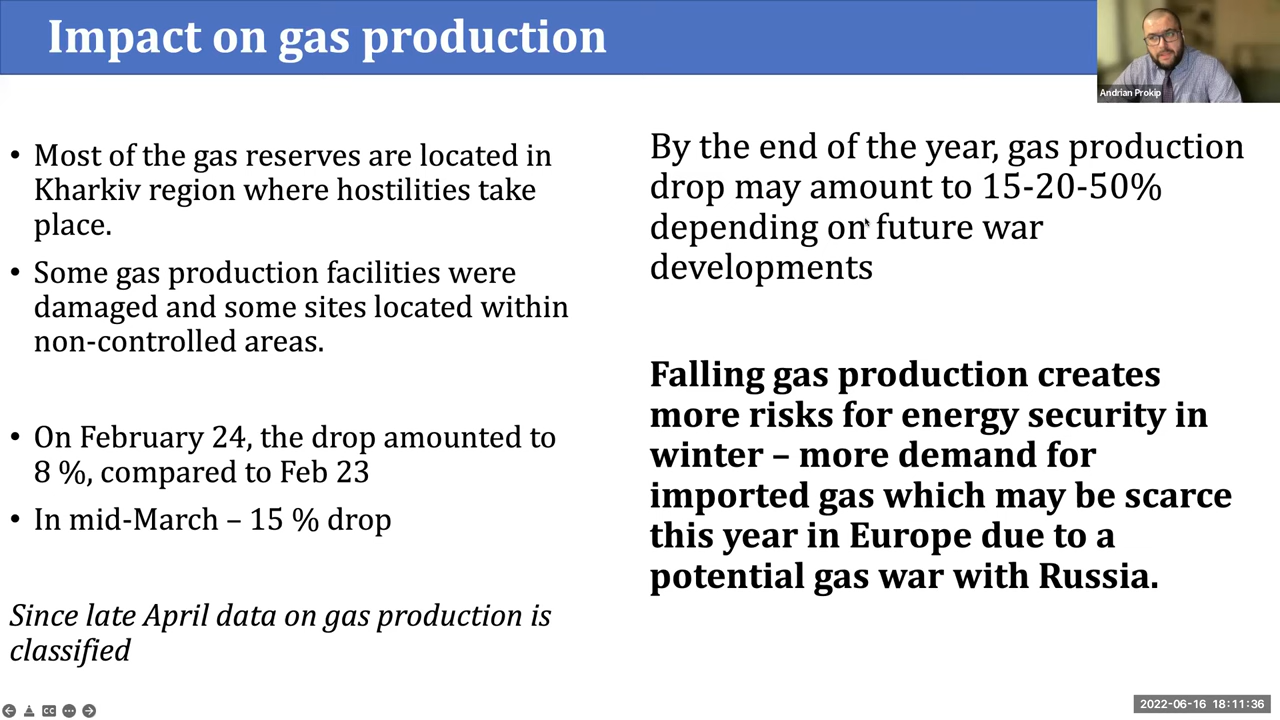 Impact on gas production
Andrian Prokip
• Most of the gas reserves are located in
Kharkiv region where hostilities take
place.
• Some gas production facilities were
damaged and some sites located within
non-controlled areas.
• On February 24, the drop amounted to
8 %, compared to Feb 23
• In mid-March – 15 % drop
Since late April data on gas production is
classified
By the end of the year, gas production
drop may amount to 15-20-50%
depending on future war
developments
Falling gas production creates
more risks for energy security in
winter – more demand for
imported gas which may be scarce
this year in Europe due to a
potential gas war with Russia.
CC
2022-06-16 18:11:36